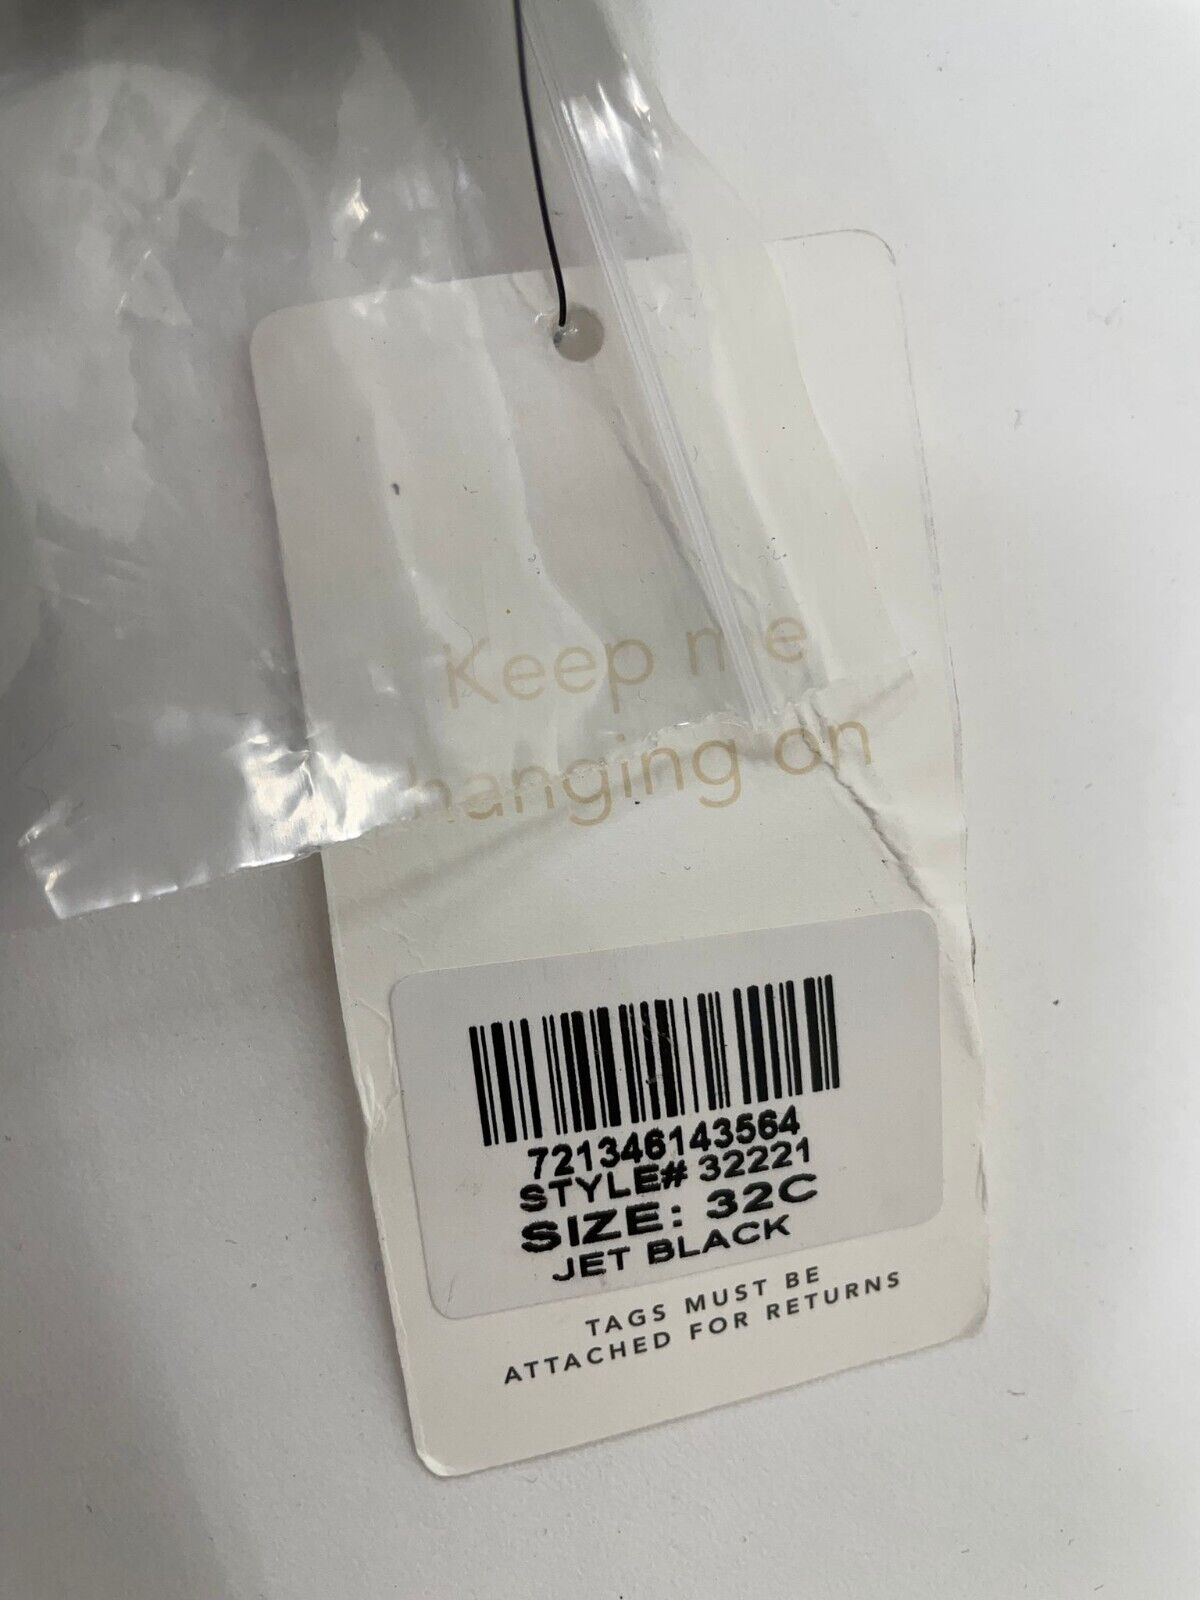 Keep me
hanging on
721346143564
STYLE# 32221
SIZE: 32C
JET BLACK
TAGS MUST BE
ATTACHED FOR RETURNS